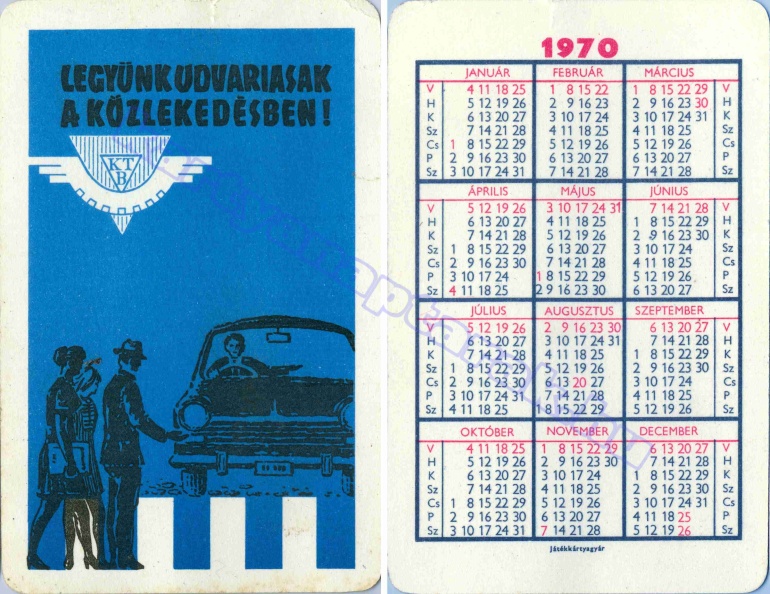 LEGYÜNK UDVARIASAK
A KÖZLEKEDÉSBEN!
KT
B
1970
JANUÁR FEBRUÁR MÁRCIUS
V 4 11 18 25 1 8 15 22 1 8 15 22 29 V
H 5 12 19 26 2 9 16 23 2 9 16 23 30 H
K 6 13 20 27 3 10 17 24 3 10 17 24 31 K
Sz 7 14 21 28 4 11 18 25 4 11 18 25 Sz
Cs 1 8 15 22 29 5 12 19 26 5 12 19 26 Cs
P 2 9 16 23 30 6 13 20 27 6 13 20 27 P
Sz 3 10 17 24 31 7 14 21 28 7 14 21 28 Sz
ÁPRILIS MÁJUS JÚNIUS
V 5 12 19 26 3 10 17 24 31 7 14 21 28 V
H 6 13 20 27 4 11 18 25 1 8 15 22 29 H
K 7 14 21 28 5 12 19 26 2 9 16 23 30 K
Sz 1 8 15 22 29 6 13 20 27 3 10 17 24 Sz
Cs 2 9 16 23 30 7 14 21 28 4 11 18 25 Cs
P 3 10 17 24 1 8 15 22 29 5 12 19 26 P
Sz 4 11 18 25 2 9 16 23 30 6 13 20 27 Sz
JÚLIUS AUGUSZTUS SZEPTEMBER
V 5 12 19 26 2 9 16 23 30 6 13 20 27 V
H 6 13 20 27 3 10 17 24 31 7 14 21 28 H
K 7 14 21 28 4 11 18 25 1 8 15 22 29 K
Sz 1 8 15 22 29 5 12 19 26 2 9 16 23 30 Sz
Cs 2 9 16 23 30 6 13 20 27 3 10 17 24 Cs
P 3 10 17 24 31 7 14 21 28 4 11 18 25 P
Sz 4 11 18 25 1 8 15 22 29 5 12 19 26 Sz
OKTÓBER NOVEMBER DECEMBER
V 4 11 18 25 1 8 15 22 29 6 13 20 27 V
H 5 12 19 26 2 9 16 23 30 7 14 21 28 H
K 6 13 20 27 3 10 17 24 1 8 15 22 29 K
Sz 7 14 21 28 4 11 18 25 2 9 16 23 30 Sz
Cs 1 8 15 22 29 5 12 19 26 3 10 17 24 31 Cs
P 2 9 16 23 30 6 13 20 27 4 11 18 25 P
Sz 3 10 17 24 31 7 14 21 28 5 12 19 26 Sz
Játékkártyagyár